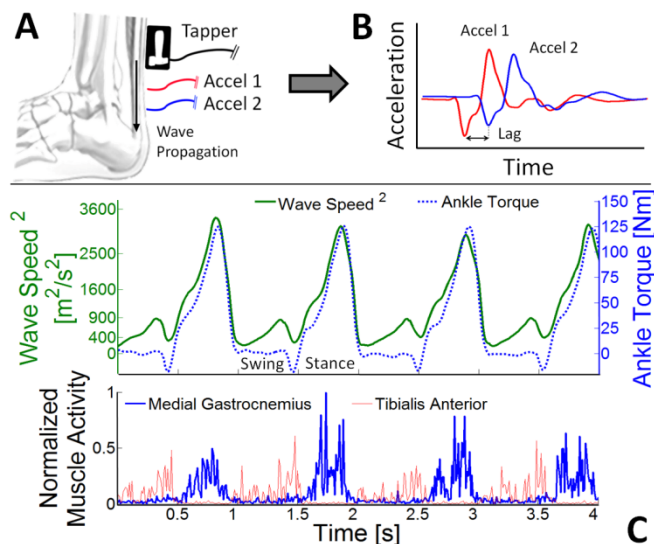 A
Tapper
Accel 1
Accel 2
Wave
Propagation
B
Accel 1
Accel 2
Acceleration
Lag
Time
Wave Speed 2
Ankle Torque
Wave Speed 2
[m2/s2]
3600
2500
1600
900
400
0
Swing
Stance
150
125
100
75
50
25
0
Ankle Torque [Nm]
Medial Gastrocnemius
Tibialis Anterior
Normalized
Muscle Activity
1
0.5
0
0.5
1
1.5
2
2.5
3
3.5
4
Time [s]
C